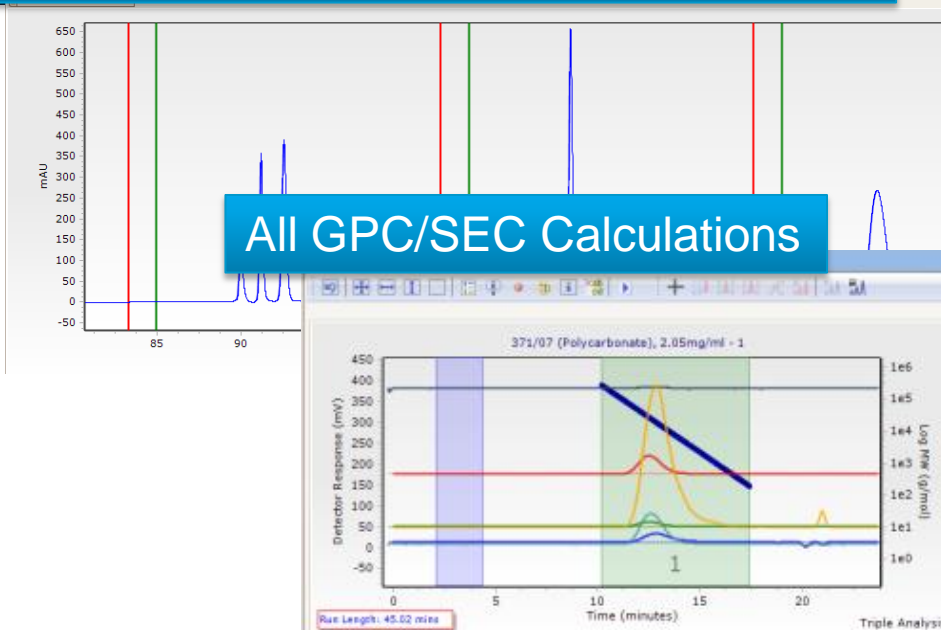 650
600
550
500
450
400
350
300
250
200
150
100
50
0
-50
mAU
85
90
All GPC/SEC Calculations
371/07 (Polycarbonate), 2.05mg/ml - 1
450
400
350
300
250
200
150
100
50
0
-50
Detector Response (mV)
1e6
1e5
1e4
1e3
1e2
1e1
1e0
Log MW (g/mol)
1
0
5
10
15
20
Time (minutes)
Run Length: 45.02 mins
Triple Analysi